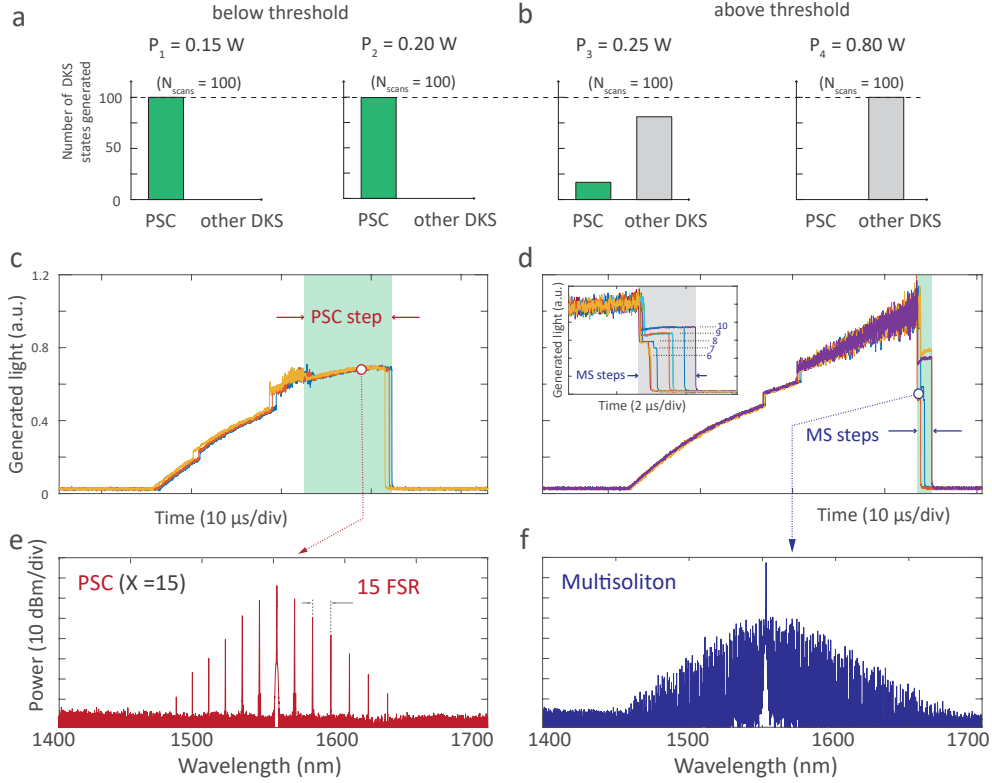 a
below threshold
b
above threshold
P1 = 0.15 W
P2 = 0.20 W
P3 = 0.25 W
P4 = 0.80 W
(Nscans = 100)
(Nscans = 100)
(Nscans = 100)
(Nscans = 100)
Number of DKS
states generated
100
75
50
25
0
PSC
other DKS
PSC
other DKS
PSC
other DKS
PSC
other DKS
c
Generated light (a.u.)
1.2
0.8
0.4
0
PSC step
Time (10 μs/div)
d
Generated light (a.u.)
10
9
8
7
6
MS steps
Time (2 μs/div)
MS steps
Time (10 μs/div)
e
PSC (X =15)
15 FSR
Power (10 dBm/div)
1400
1500
1600
1700
Wavelength (nm)
f
Multisoliton
1400
1500
1600
1700
Wavelength (nm)